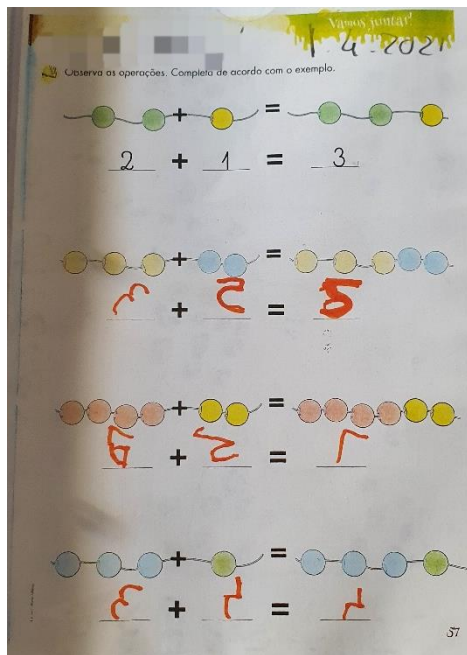 Vamos juntar!
1.4.2021
Observa as operações. Completa de acordo com o exemplo.
+ =
2 + 1 = 3
+ =
3 + 2 = 5
+ =
+ 2 =
+ =
3 + =
57